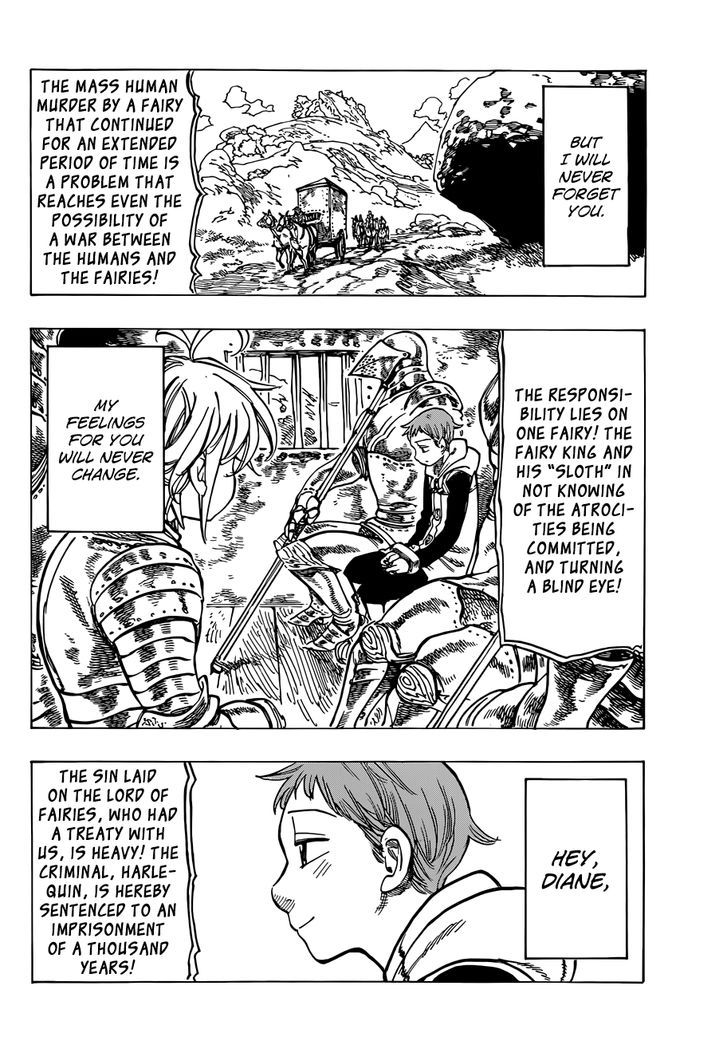 THE MASS HUMAN
MURDER BY A FAIRY
THAT CONTINUED
FOR AN EXTENDED
PERIOD OF TIME IS
A PROBLEM THAT
REACHES EVEN THE
POSSIBILITY OF
A WAR BETWEEN
THE HUMANS AND
THE FAIRIES!
BUT
I WILL
NEVER
FORGET
YOU.
MY
FEELINGS
FOR YOU
WILL NEVER
CHANGE.
THE RESPONSI-
BILITY LIES ON
ONE FAIRY! THE
FAIRY KING AND
HIS "SLOTH" IN
NOT KNOWING
OF THE ATROCI-
TIES BEING
COMMITTED,
AND TURNING
A BLIND EYE!
THE SIN LAID
ON THE LORD OF
FAIRIES, WHO HAD
A TREATY WITH
US, IS HEAVY! THE
CRIMINAL, HARLE-
QUIN, IS HEREBY
SENTENCED TO AN
IMPRISONMENT
OF A THOUSAND
YEARS!
HEY,
DIANE,